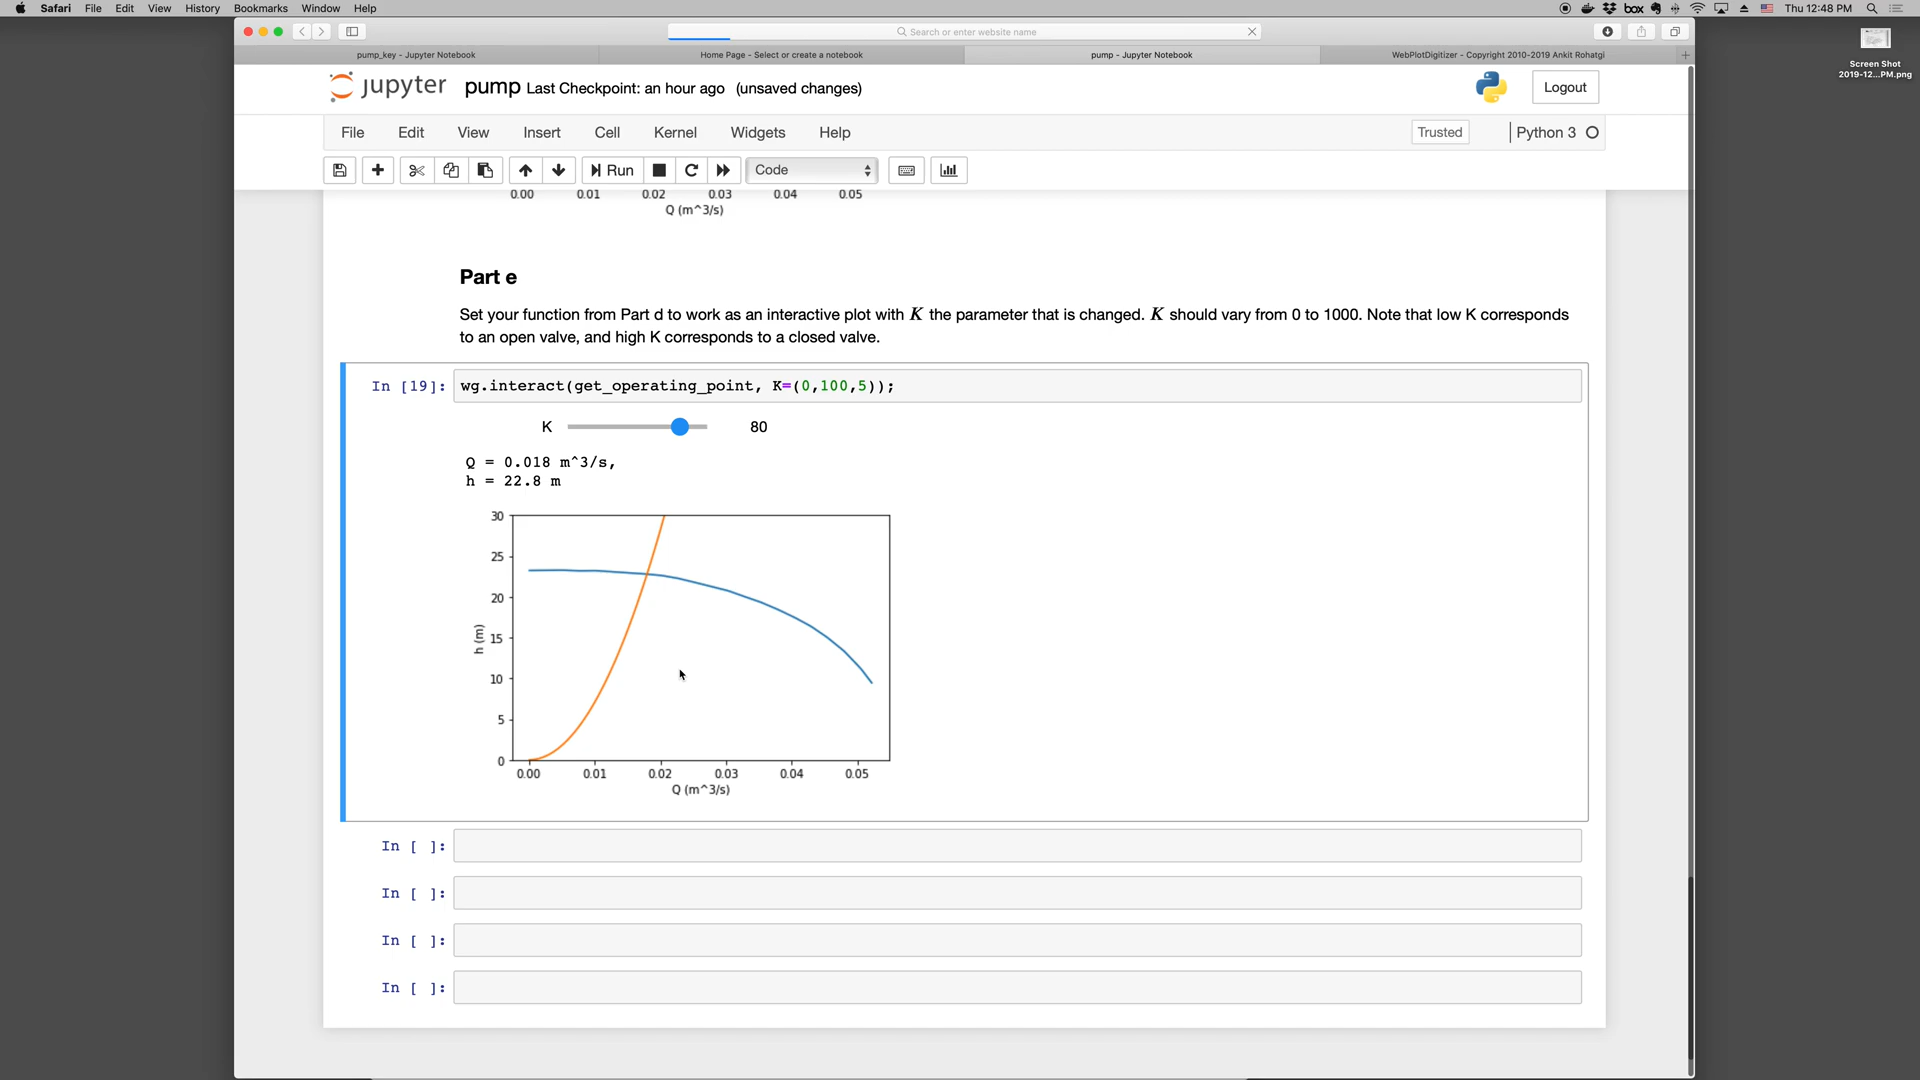 Safari File Edit View History Bookmarks Window Help
box Thu 12:48 PM
Search or enter website name
pump_key - Jupyter Notebook
Home Page - Select or create a notebook
pump - Jupyter Notebook
WebPlotDigitizer - Copyright 2010-2019 Ankit Rohatgi
Screen Shot
2019-12...PM.png
jupyter pump Last Checkpoint: an hour ago (unsaved changes)
Logout
File Edit View Insert Cell Kernel Widgets Help
Trusted
Python 3
Run
Code
0.00 0.01 0.02 0.03 0.04 0.05
Q (m^3/s)
Part e
Set your function from Part d to work as an interactive plot with K the parameter that is changed. K should vary from 0 to 1000. Note that low K corresponds
to an open valve, and high K corresponds to a closed valve.
In [19]: wg.interact(get_operating_point, K=(0,100,5));
K 80
Q = 0.018 m^3/s,
h = 22.8 m
30
25
20
15
10
5
0
h (m)
0.00 0.01 0.02 0.03 0.04 0.05
Q (m^3/s)
In [ ]:
In [ ]:
In [ ]:
In [ ]: